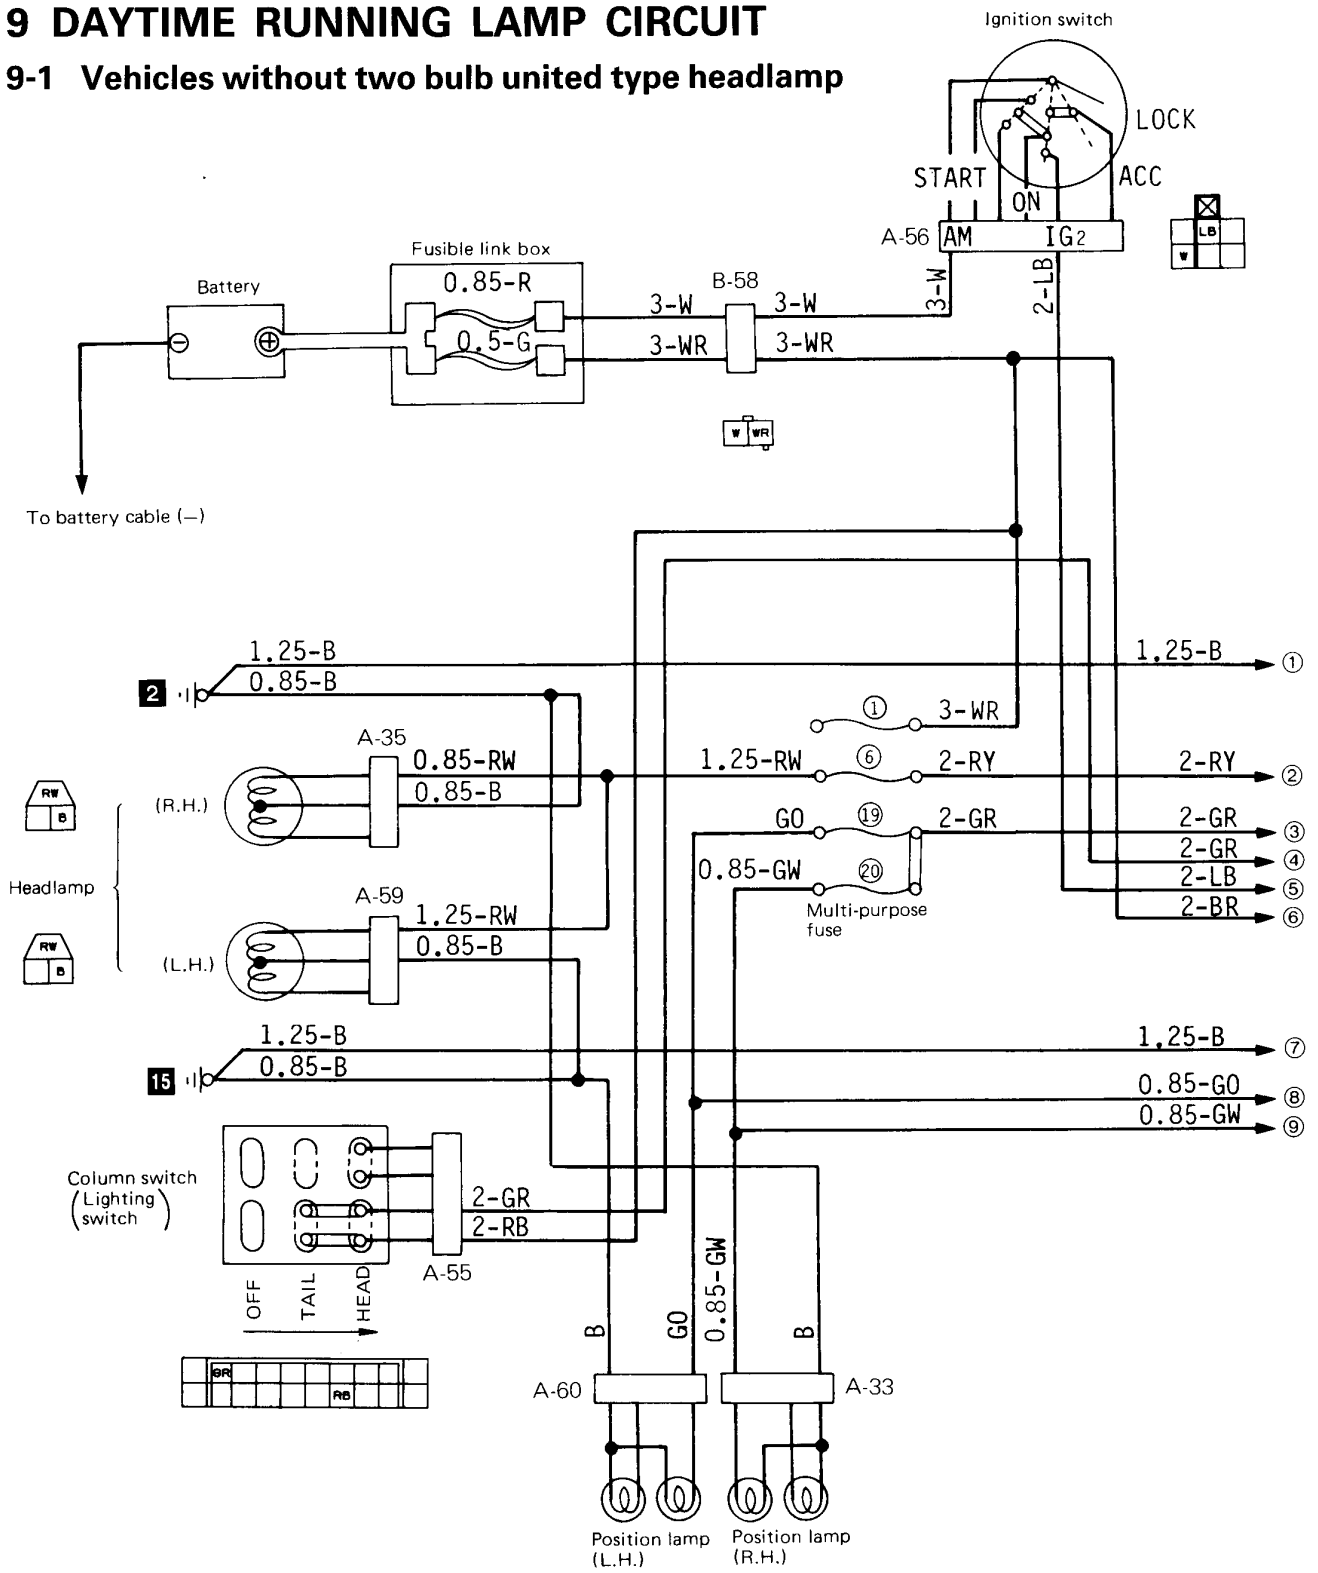 9 DAYTIME RUNNING LAMP CIRCUIT
9-1 Vehicles without two bulb united type headlamp
Ignition switch
LOCK
START
ACC
ON
A-56
AM IG2
LB
W
Fusible link box
Battery
0.85-R
B-58
3-W
3-W
3-W
2-LB
0.5-G
3-WR
3-WR
W WR
To battery cable (—)
1.25-B
1.25-B
①
2
0.85-B
①
3-WR
A-35
0.85-RW
1.25-RW
⑥
2-RY
2-RY
②
RW
B
(R.H.)
0.85-B
GO
⑲
2-GR
2-GR
③
2-GR
④
0.85-GW
⑳
2-LB
⑤
Headlamp
A-59
Multi-purpose
fuse
2-BR
⑥
1.25-RW
RW
B
(L.H.)
0.85-B
1.25-B
1.25-B
⑦
15
0.85-B
0.85-GO
⑧
0.85-GW
⑨
Column switch
(Lighting
switch)
2-GR
2-RB
A-55
OFF
TAIL
HEAD
B
GO
0.85-GW
B
GR
RB
A-60
A-33
Position lamp
(L.H.)
Position lamp
(R.H.)